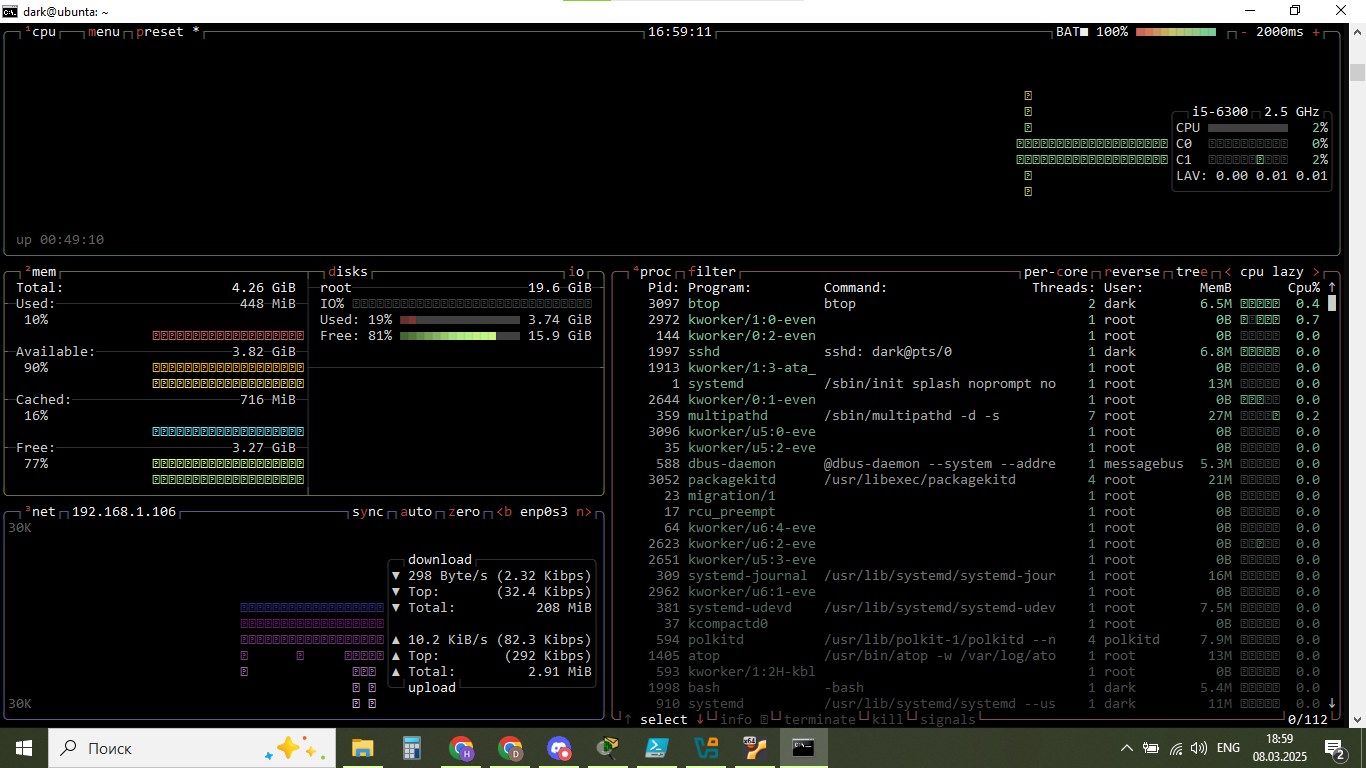 dark@ubuntu: ~
¹cpu menu preset * 16:59:11 BAT■ 100% - 2000ms +
i5-6300 2.5 GHz
CPU 2%
C0 0%
C1 2%
LAV: 0.00 0.01 0.01
up 00:49:10
²mem disks io
Total: 4.26 GiB
Used: 448 MiB
10%
Available: 3.82 GiB
90%
Cached: 716 MiB
16%
Free: 3.27 GiB
77%
root 19.6 GiB
IO%
Used: 19% 3.74 GiB
Free: 81% 15.9 GiB
³net 192.168.1.106 sync auto zero <b enp0s3 n>
30K
download
▼ 298 Byte/s (2.32 Kibps)
▼ Top: (32.4 Kibps)
▼ Total: 208 MiB
▲ 10.2 KiB/s (82.3 Kibps)
▲ Top: (292 Kibps)
▲ Total: 2.91 MiB
upload
30K
⁴proc filter per-core reverse tree < cpu lazy >
Pid: Program: Command: Threads: User: MemB Cpu% ↑
3097 btop btop 2 dark 6.5M 0.4
2972 kworker/1:0-even 1 root 0B 0.7
144 kworker/0:2-even 1 root 0B 0.0
1997 sshd sshd: dark@pts/0 1 dark 6.8M 0.0
1913 kworker/1:3-ata_ 1 root 0B 0.0
1 systemd /sbin/init splash noprompt no 1 root 13M 0.0
2644 kworker/0:1-even 1 root 0B 0.0
359 multipathd /sbin/multipathd -d -s 7 root 27M 0.2
3096 kworker/u5:0-eve 1 root 0B 0.0
35 kworker/u5:2-eve 1 root 0B 0.0
588 dbus-daemon @dbus-daemon --system --addre 1 messagebus 5.3M 0.0
3052 packagekitd /usr/libexec/packagekitd 4 root 21M 0.0
23 migration/1 1 root 0B 0.0
17 rcu_preempt 1 root 0B 0.0
64 kworker/u6:4-eve 1 root 0B 0.0
2623 kworker/u6:2-eve 1 root 0B 0.0
2651 kworker/u5:3-eve 1 root 0B 0.0
309 systemd-journal /usr/lib/systemd/systemd-jour 1 root 16M 0.0
2962 kworker/u6:1-eve 1 root 0B 0.0
381 systemd-udevd /usr/lib/systemd/systemd-udev 1 root 7.5M 0.0
37 kcompactd0 1 root 0B 0.0
594 polkitd /usr/lib/polkit-1/polkitd --n 4 polkitd 7.9M 0.0
1405 atop /usr/bin/atop -w /var/log/ato 1 root 13M 0.0
593 kworker/1:2H-kbl 1 root 0B 0.0
1998 bash -bash 1 dark 5.4M 0.0
910 systemd /usr/lib/systemd/systemd --us 1 dark 11M 0.0 ↓
↑ select ↓ info terminate kill signals 0/112
Поиск
H
D
x64
ENG
18:59
08.03.2025
2